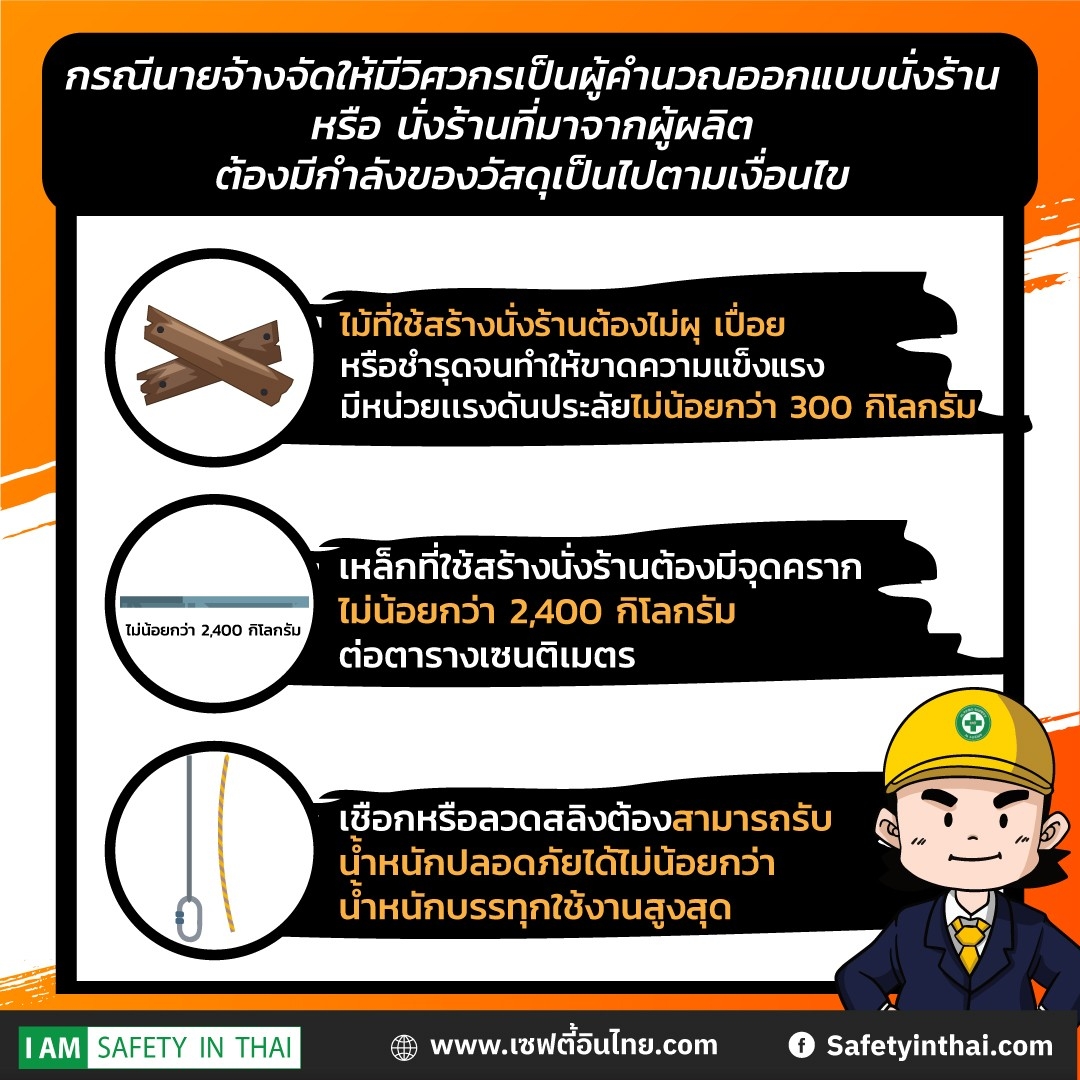 กรณีนายจ้างจัดให้มีวิศวกรเป็นผู้คำนวณออกแบบนั่งร้าน
หรือ นั่งร้านที่มาจากผู้ผลิต
ต้องมีกำลังของวัสดุเป็นไปตามเงื่อนไข
ไม้ที่ใช้สร้างนั่งร้านต้องไม่ผุ เปื่อย
หรือชำรุดจนทำให้ขาดความแข็งแรง
มีหน่วยแรงดันประลัยไม่น้อยกว่า 300 กิโลกรัม
เหล็กที่ใช้สร้างนั่งร้านต้องมีจุดคราก
ไม่น้อยกว่า 2,400 กิโลกรัม
ต่อตารางเซนติเมตร
ไม่น้อยกว่า 2,400 กิโลกรัม
เชือกหรือลวดสลิงต้องสามารถรับ
น้ำหนักปลอดภัยได้ไม่น้อยกว่า
น้ำหนักบรรทุกใช้งานสูงสุด
I AM SAFETY IN THAI
www.เซฟตี้อินไทย.com
Safetyinthai.com